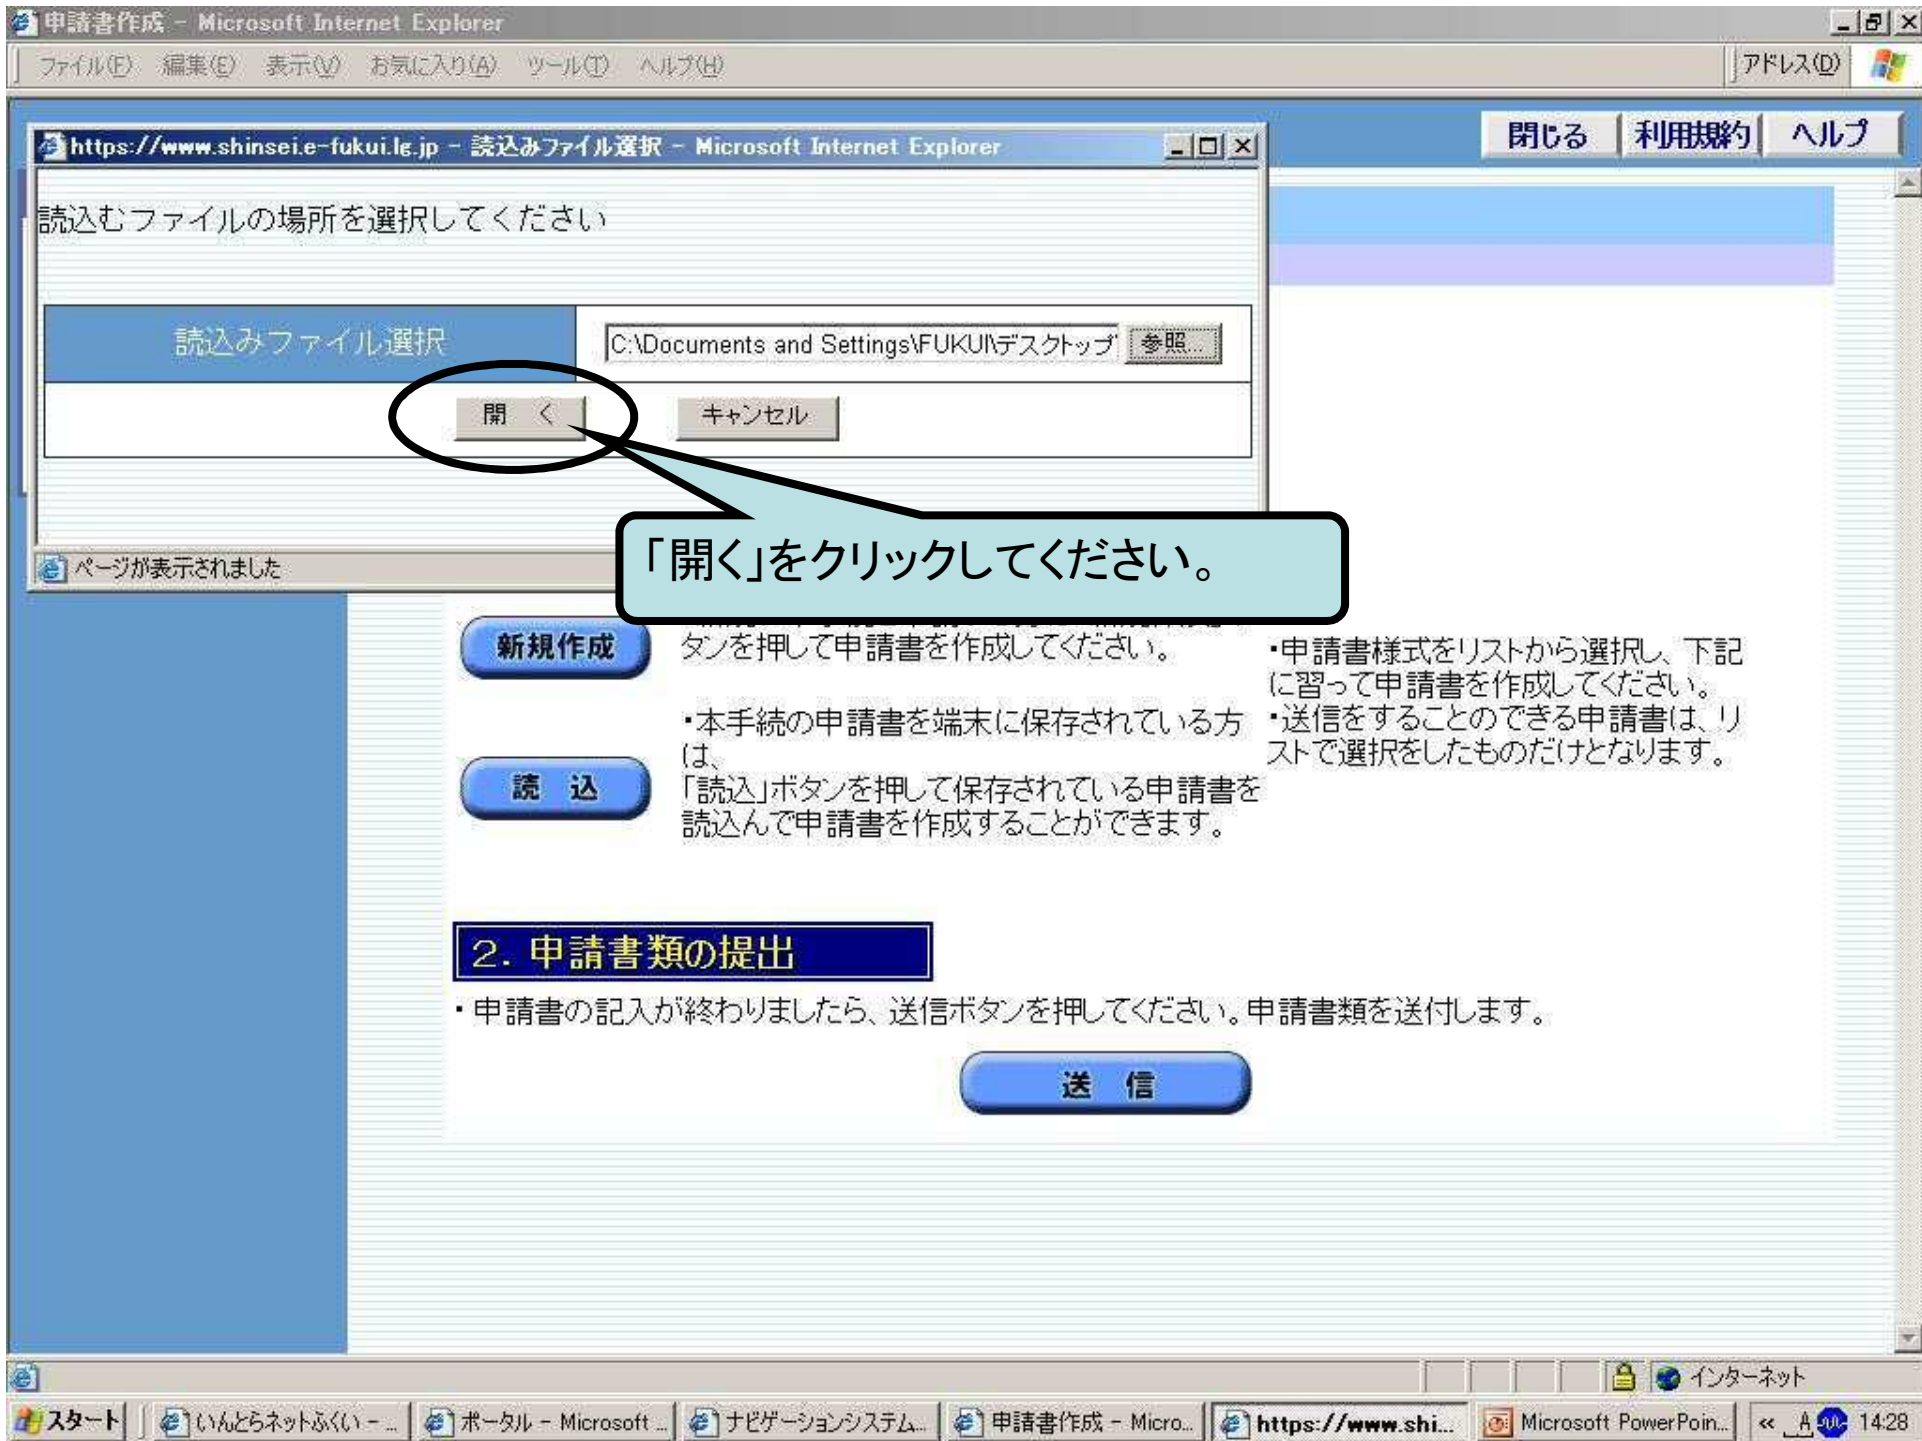 申請書作成 - Microsoft Internet Explorer
ファイル(F) 編集(E) 表示(V) お気に入り(A) ツール(T) ヘルプ(H)
アドレス(D)
閉じる 利用規約 ヘルプ
https://www.shinsei.e-fukui.lg.jp - 読込みファイル選択 - Microsoft Internet Explorer
読込むファイルの場所を選択してください
読込みファイル選択
C:\Documents and Settings\FUKUI\デスクトップ
参照...
開 く
キャンセル
「開く」をクリックしてください。
ページが表示されました
新規作成
タンを押して申請書を作成してください。
・本手続の申請書を端末に保存されている方
は、
読 込
「読込」ボタンを押して保存されている申請書を
読込んで申請書を作成することができます。
・申請書様式をリストから選択し、下記
に習って申請書を作成してください。
・送信をすることのできる申請書は、リ
ストで選択をしたものだけとなります。
２．申請書類の提出
・申請書の記入が終わりましたら、送信ボタンを押してください。申請書類を送付します。
送 信
インターネット
スタート
いんとらネットふくい - ...
ポータル - Microsoft ...
ナビゲーションシステム...
申請書作成 - Micro...
https://www.shi...
Microsoft PowerPoin...
« A 14:28